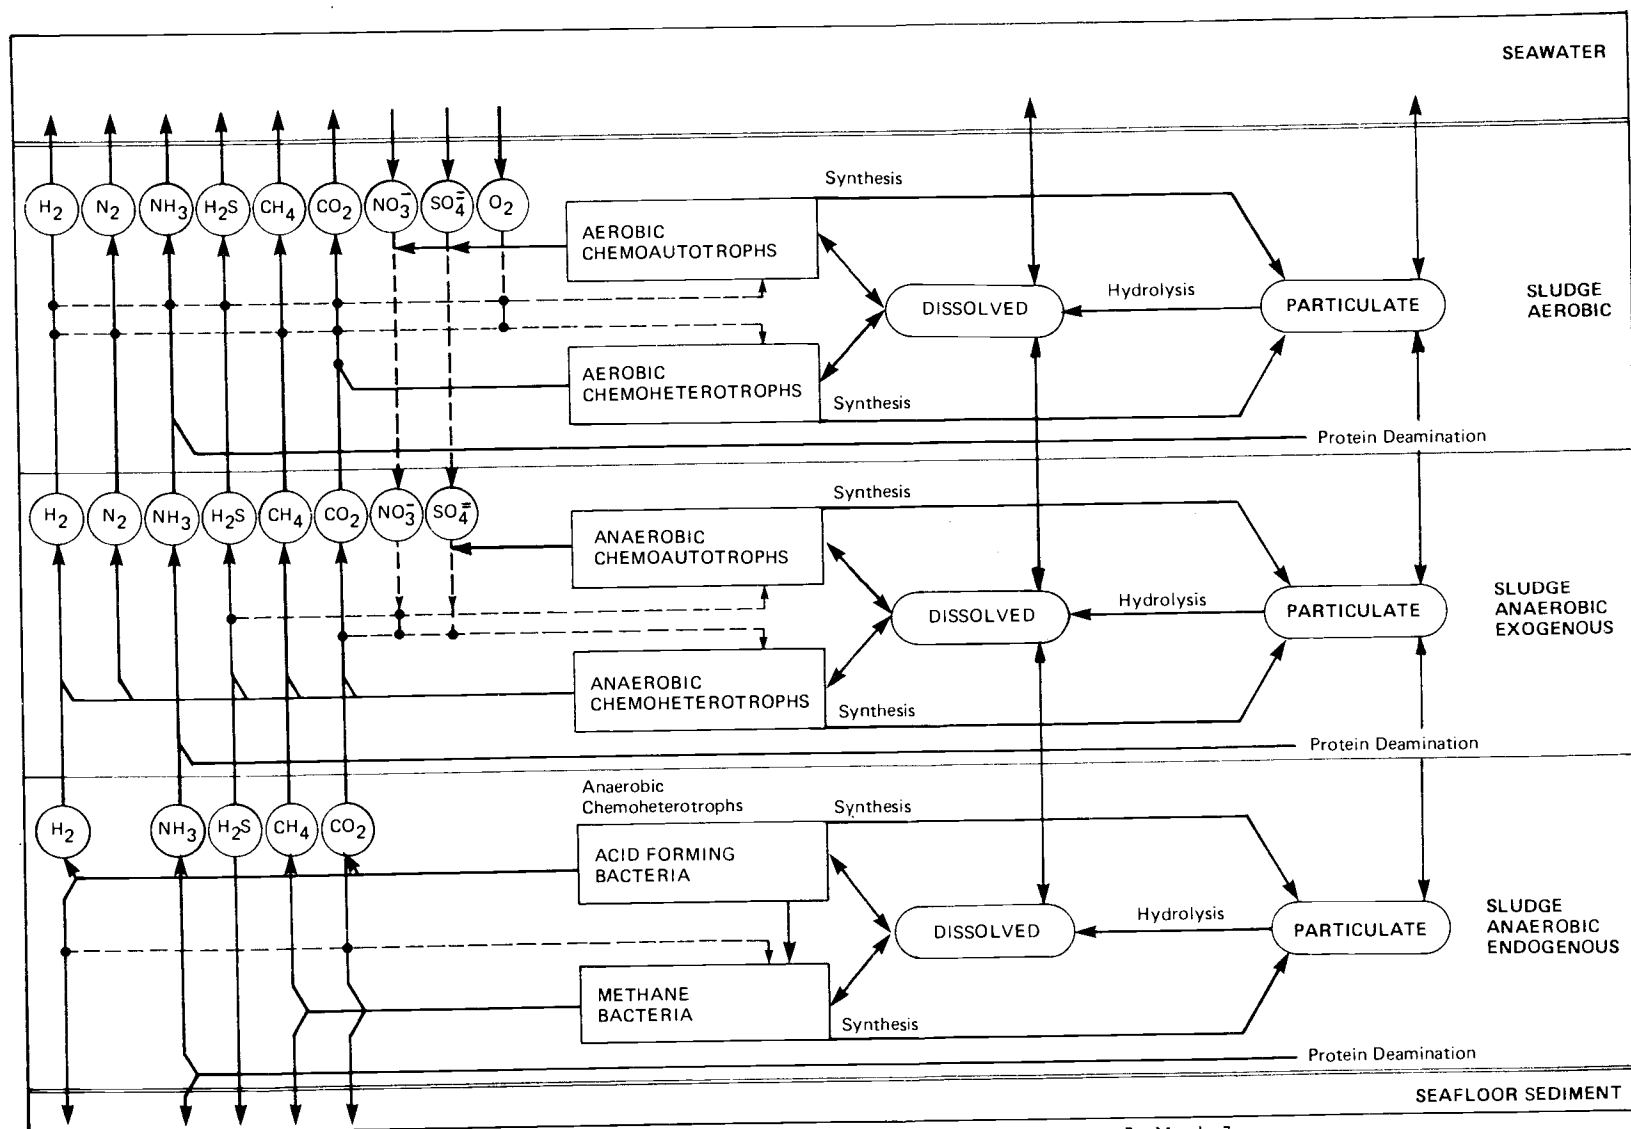 SEAWATER
H2 N2 NH3 H2S CH4 CO2 NO3− SO4= O2
Synthesis
AEROBIC
CHEMOAUTOTROPHS
DISSOLVED
Hydrolysis
PARTICULATE
SLUDGE
AEROBIC
AEROBIC
CHEMOHETEROTROPHS
Synthesis
Protein Deamination
H2 N2 NH3 H2S CH4 CO2 NO3− SO4=
Synthesis
ANAEROBIC
CHEMOAUTOTROPHS
DISSOLVED
Hydrolysis
PARTICULATE
SLUDGE
ANAEROBIC
EXOGENOUS
ANAEROBIC
CHEMOHETEROTROPHS
Synthesis
Protein Deamination
Anaerobic
Chemoheterotrophs
Synthesis
H2 NH3 H2S CH4 CO2
ACID FORMING
BACTERIA
DISSOLVED
Hydrolysis
PARTICULATE
SLUDGE
ANAEROBIC
ENDOGENOUS
METHANE
BACTERIA
Synthesis
Protein Deamination
SEAFLOOR SEDIMENT